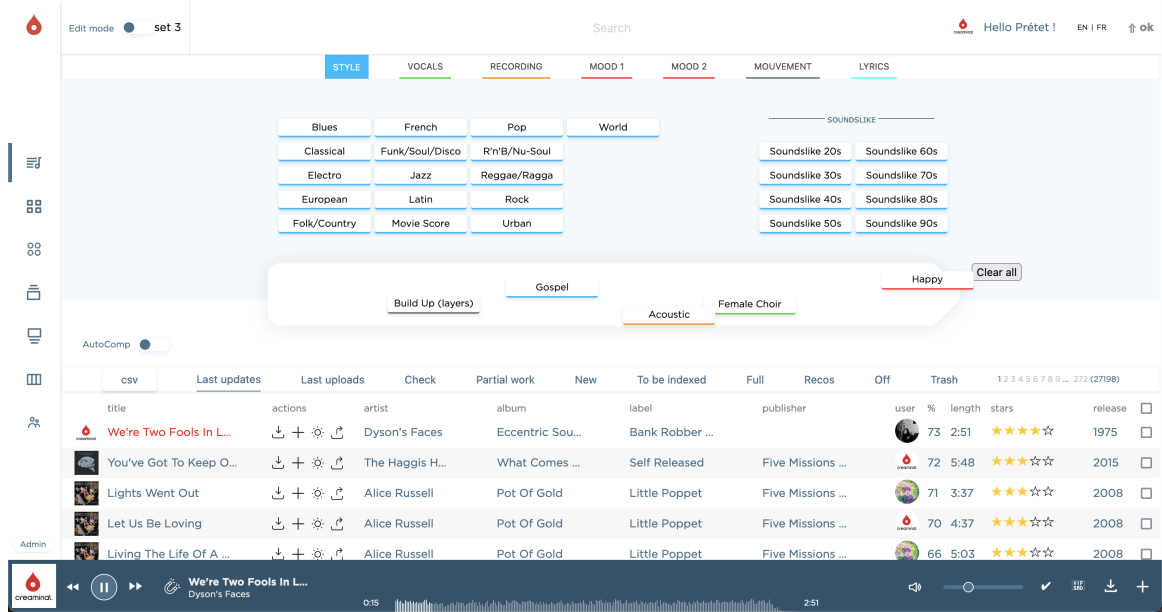 Edit mode set 3 Search creaminal. Hello Prétet ! EN | FR ok
STYLE VOCALS RECORDING MOOD 1 MOOD 2 MOUVEMENT LYRICS
SOUNDSLIKE
Blues French Pop World
Classical Funk/Soul/Disco R'n'B/Nu-Soul Soundslike 20s Soundslike 60s
Electro Jazz Reggae/Ragga Soundslike 30s Soundslike 70s
European Latin Rock Soundslike 40s Soundslike 80s
Folk/Country Movie Score Urban Soundslike 50s Soundslike 90s
Happy Clear all
Gospel
Build Up (layers) Female Choir
Acoustic
AutoComp
csv Last updates Last uploads Check Partial work New To be indexed Full Recos Off Trash 1 2 3 4 5 6 7 8 9 ... 272 (27198)
title actions artist album label publisher user % length stars release
creaminal. We're Two Fools In L... Dyson's Faces Eccentric Sou... Bank Robber ... 73 2:51 1975
You've Got To Keep O... The Haggis H... What Comes ... Self Released Five Missions ... creaminal. 72 5:48 2015
Lights Went Out Alice Russell Pot Of Gold Little Poppet Five Missions ... 71 3:37 2008
Let Us Be Loving Alice Russell Pot Of Gold Little Poppet Five Missions ... creaminal. 70 4:37 2008
Living The Life Of A ... Alice Russell Pot Of Gold Little Poppet Five Missions ... 66 5:03 2008
Admin
creaminal. We're Two Fools In L...
Dyson's Faces
0:15 2:51